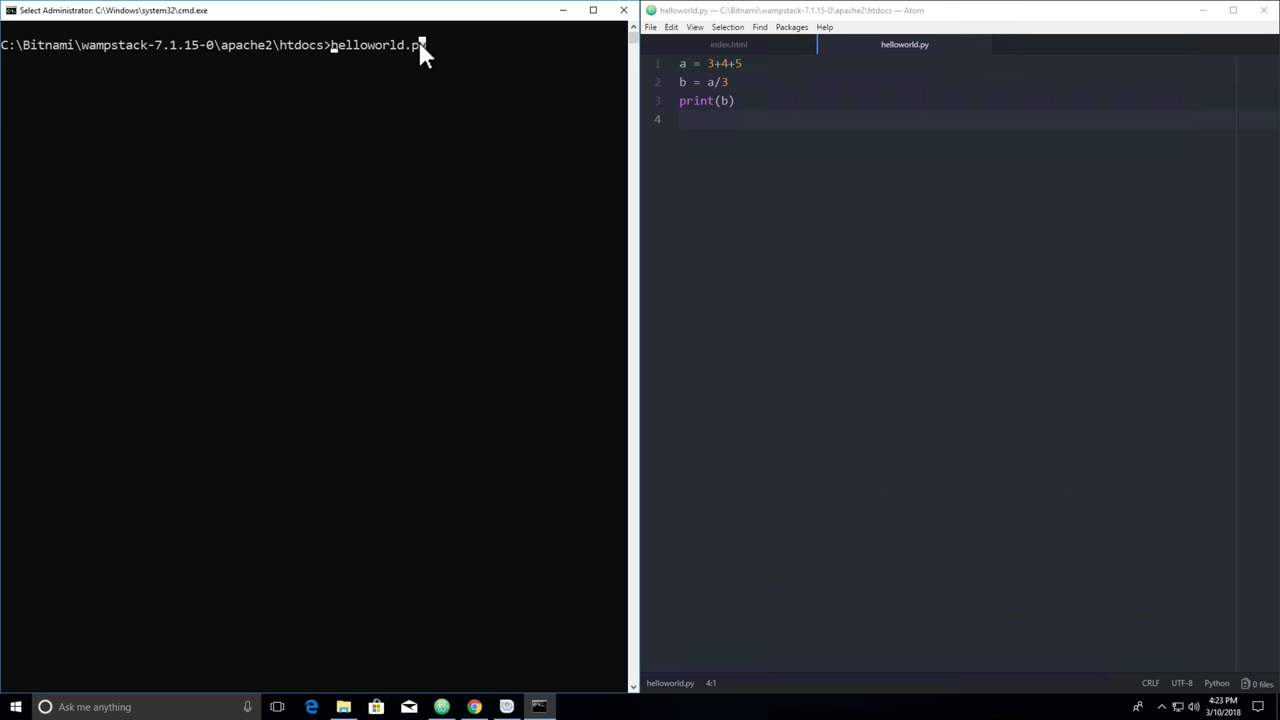 Select Administrator: C:\Windows\system32\cmd.exe
C:\Bitnami\wampstack-7.1.15-0\apache2\htdocs>helloworld.py
helloworld.py — C:\Bitnami\wampstack-7.1.15-0\apache2\htdocs — Atom
File Edit View Selection Find Packages Help
index.html helloworld.py
1 a = 3+4+5
2 b = a/3
3 print(b)
4
helloworld.py 4:1 CRLF UTF-8 Python 0 files
Ask me anything
4:23 PM
3/10/2018